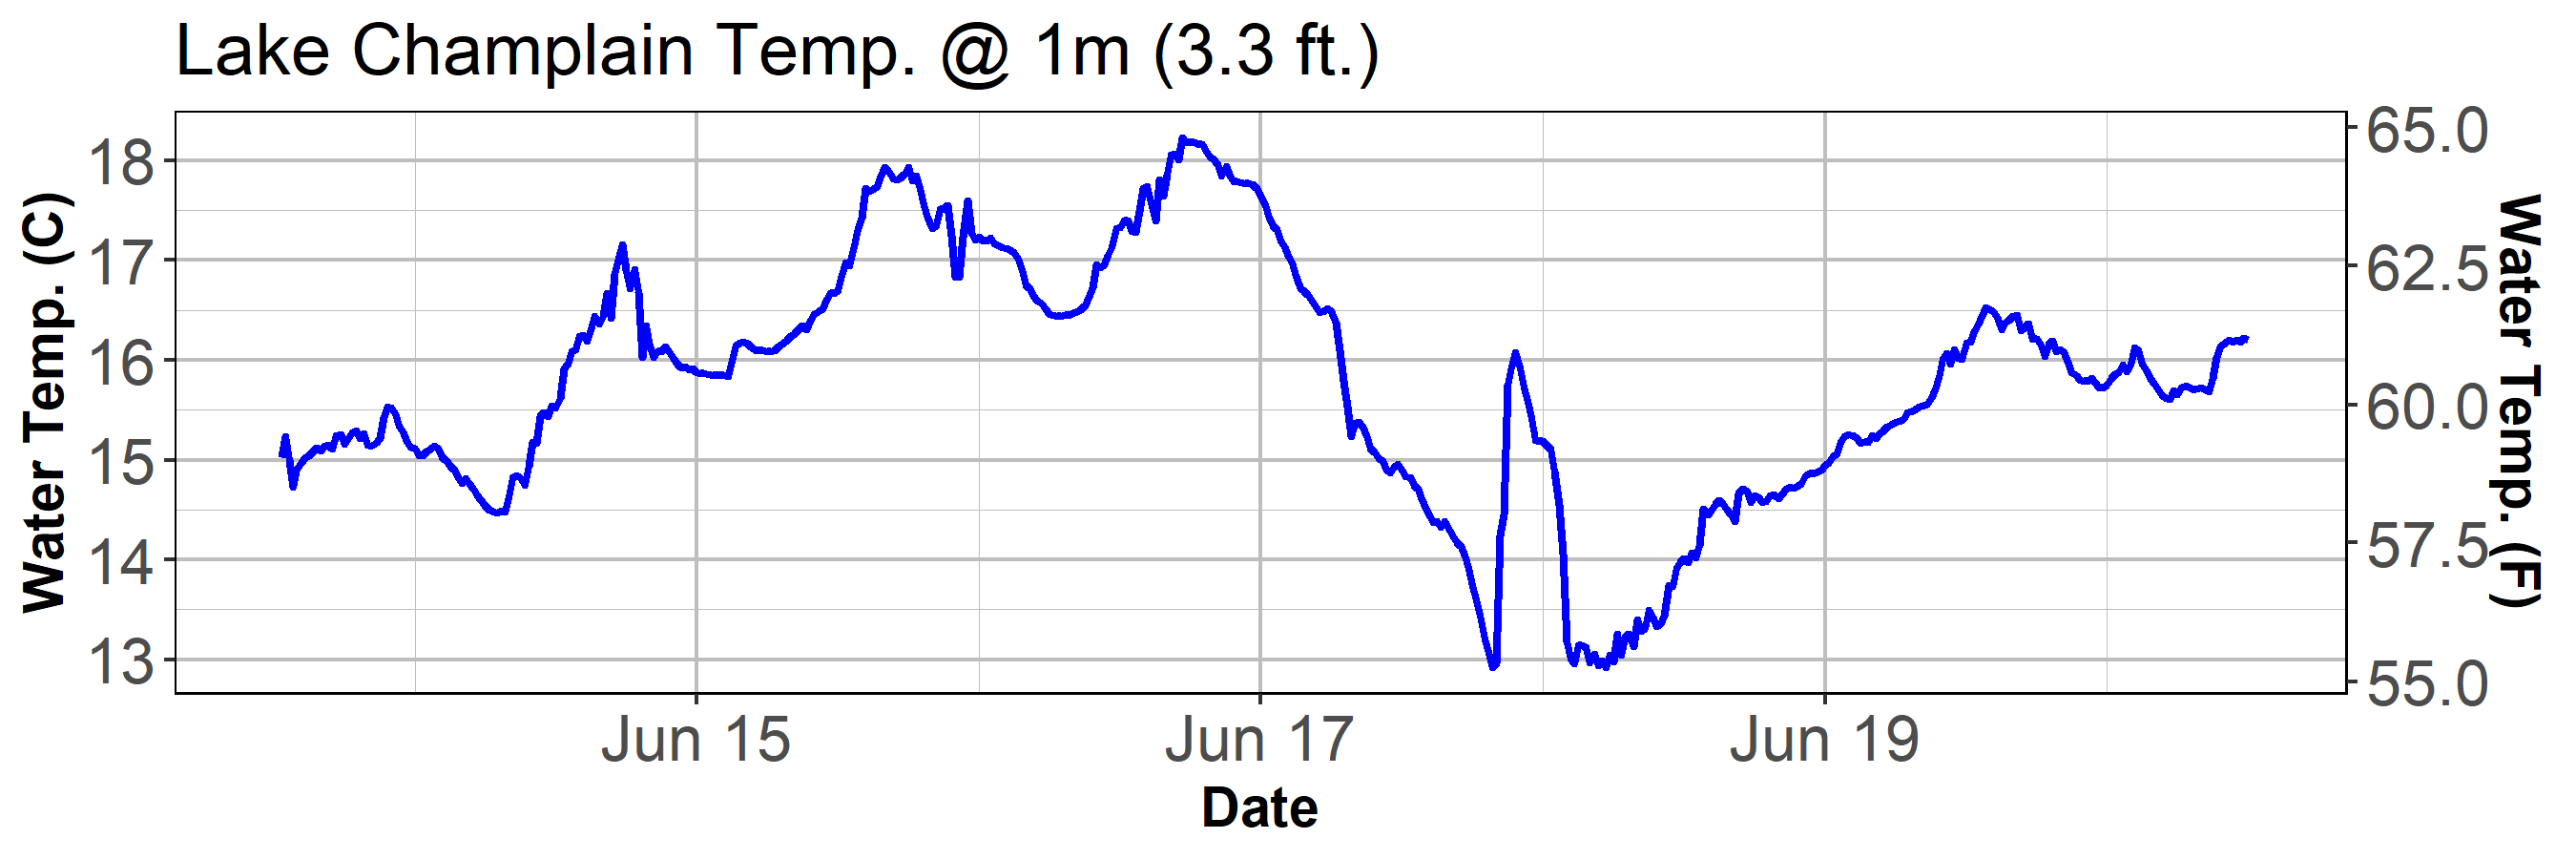 Lake Champlain Temp. @ 1m (3.3 ft.)
Water Temp. (C)
18
17
16
15
14
13
65.0
62.5
60.0
57.5
55.0
Water Temp. (F)
Jun 15 Jun 17 Jun 19
Date